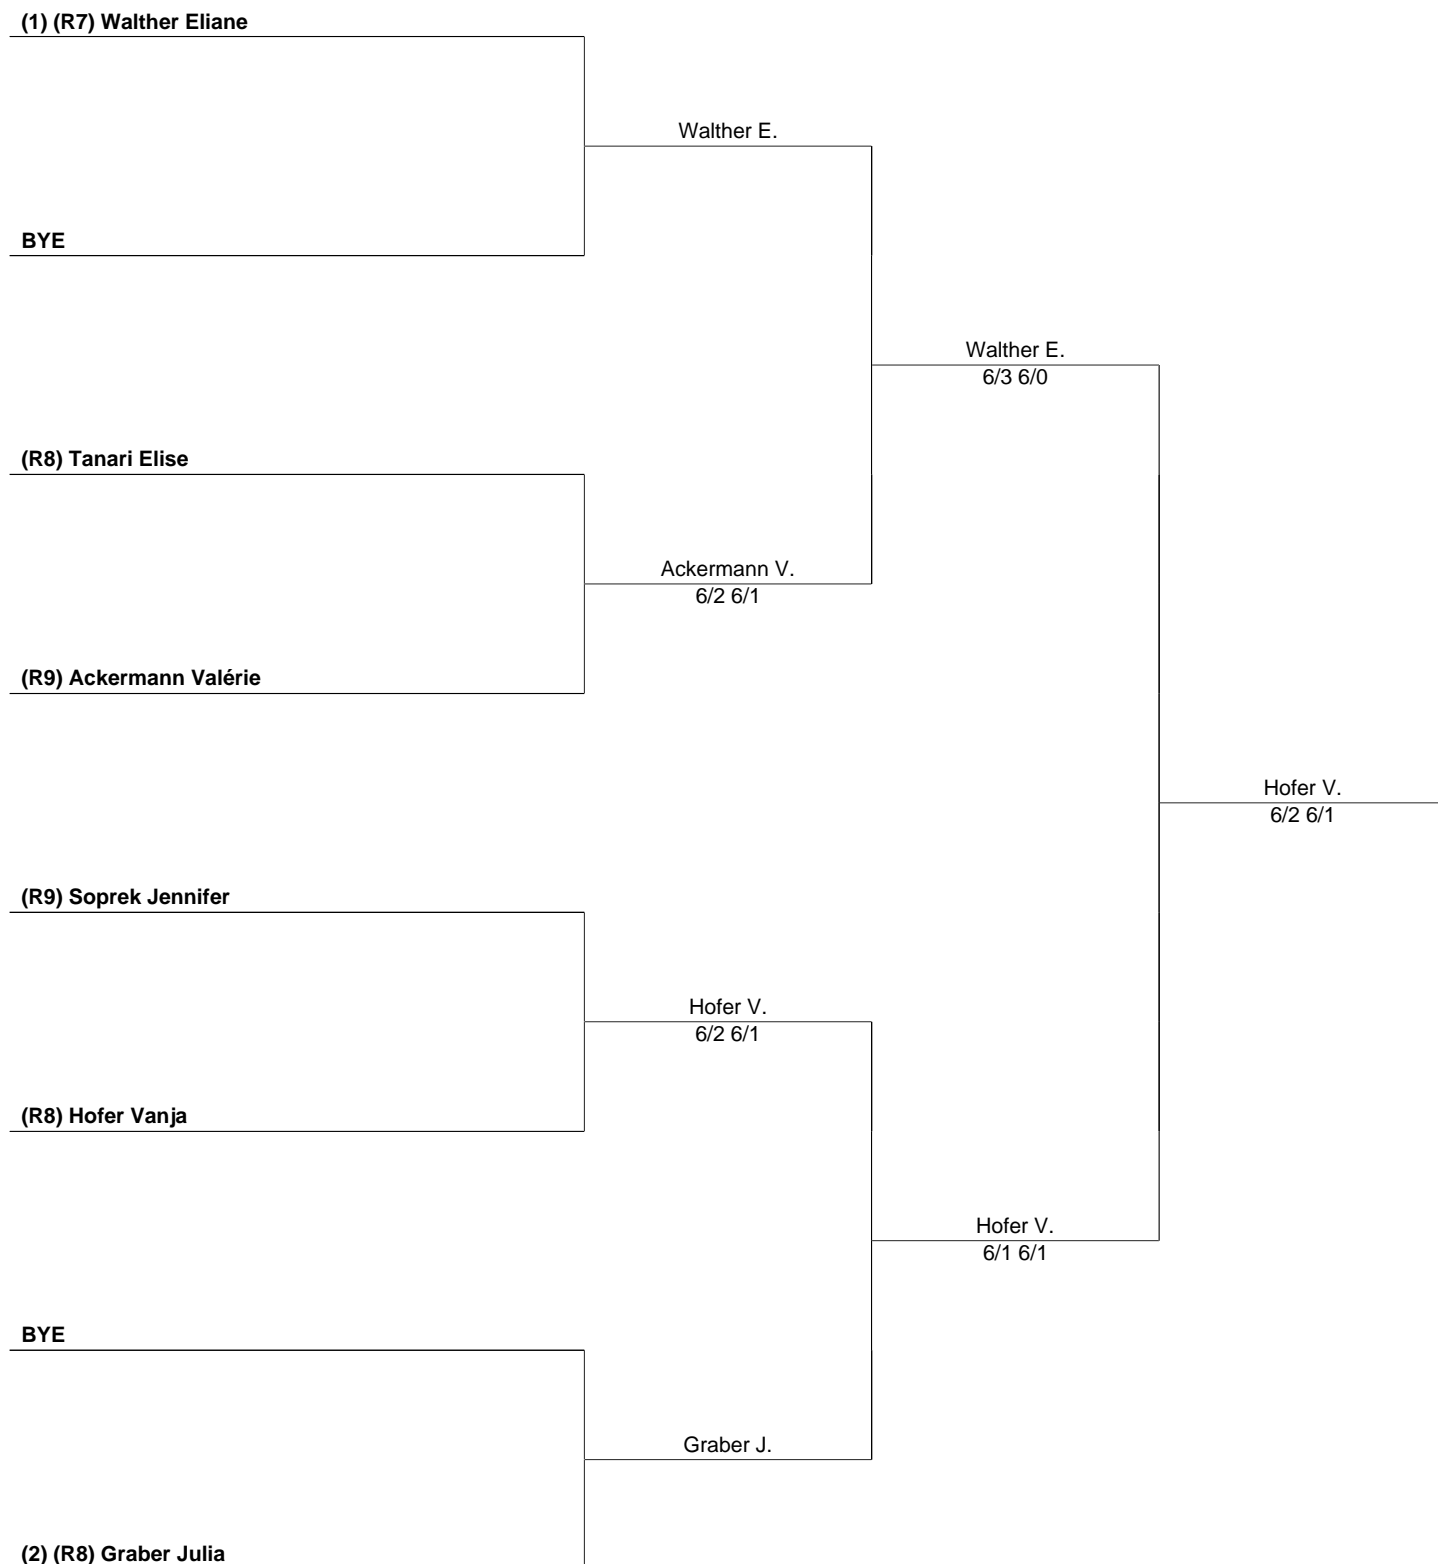 (1) (R7) Walther Eliane
Walther E.
BYE
Walther E.
6/3 6/0
(R8) Tanari Elise
Ackermann V.
6/2 6/1
(R9) Ackermann Valérie
Hofer V.
6/2 6/1
(R9) Soprek Jennifer
Hofer V.
6/2 6/1
(R8) Hofer Vanja
Hofer V.
6/1 6/1
BYE
Graber J.
(2) (R8) Graber Julia